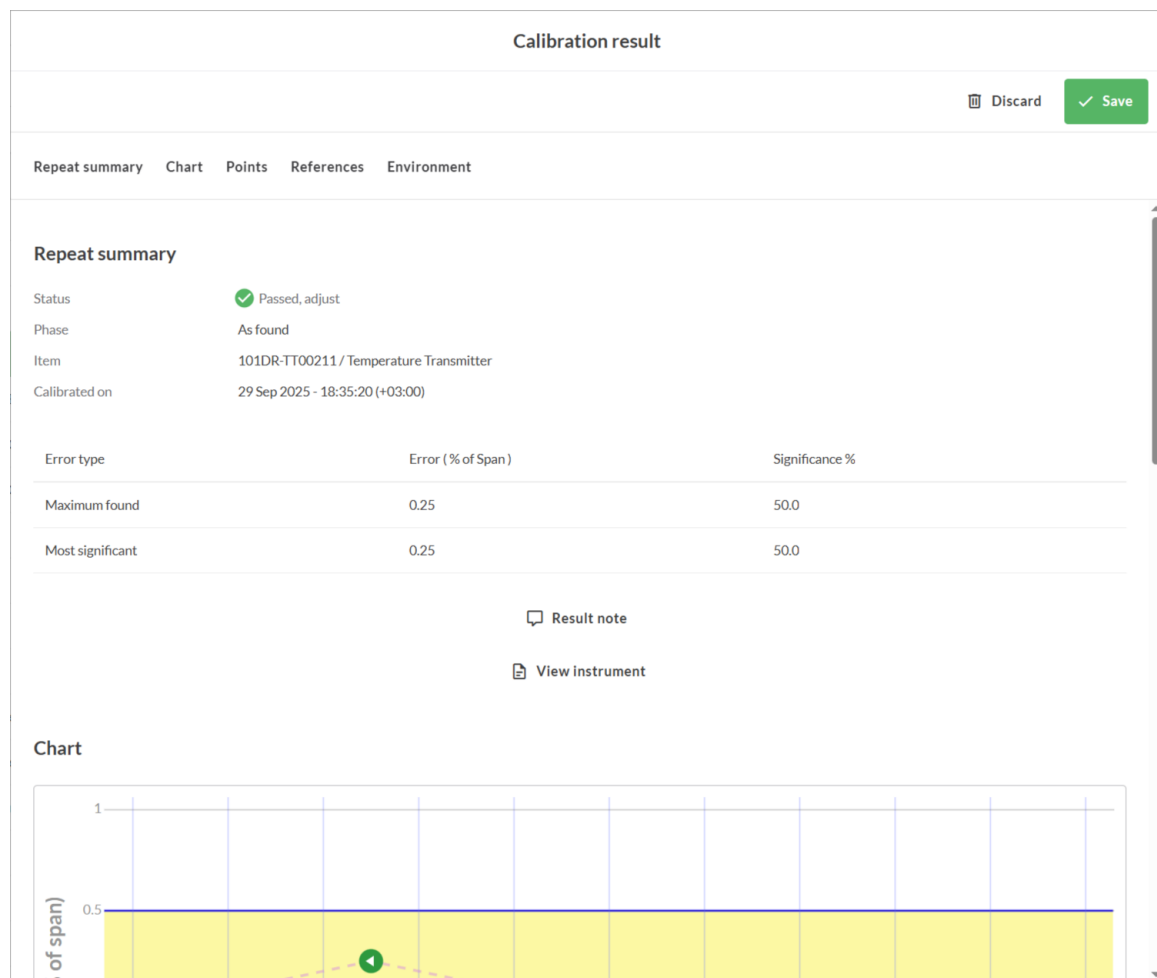 Calibration result
Discard
Save
Repeat summary Chart Points References Environment
Repeat summary
Status Passed, adjust
Phase As found
Item 101DR-TT00211 / Temperature Transmitter
Calibrated on 29 Sep 2025 - 18:35:20 (+03:00)
Error type Error ( % of Span ) Significance %
Maximum found 0.25 50.0
Most significant 0.25 50.0
Result note
View instrument
Chart
1
0.5
of span)